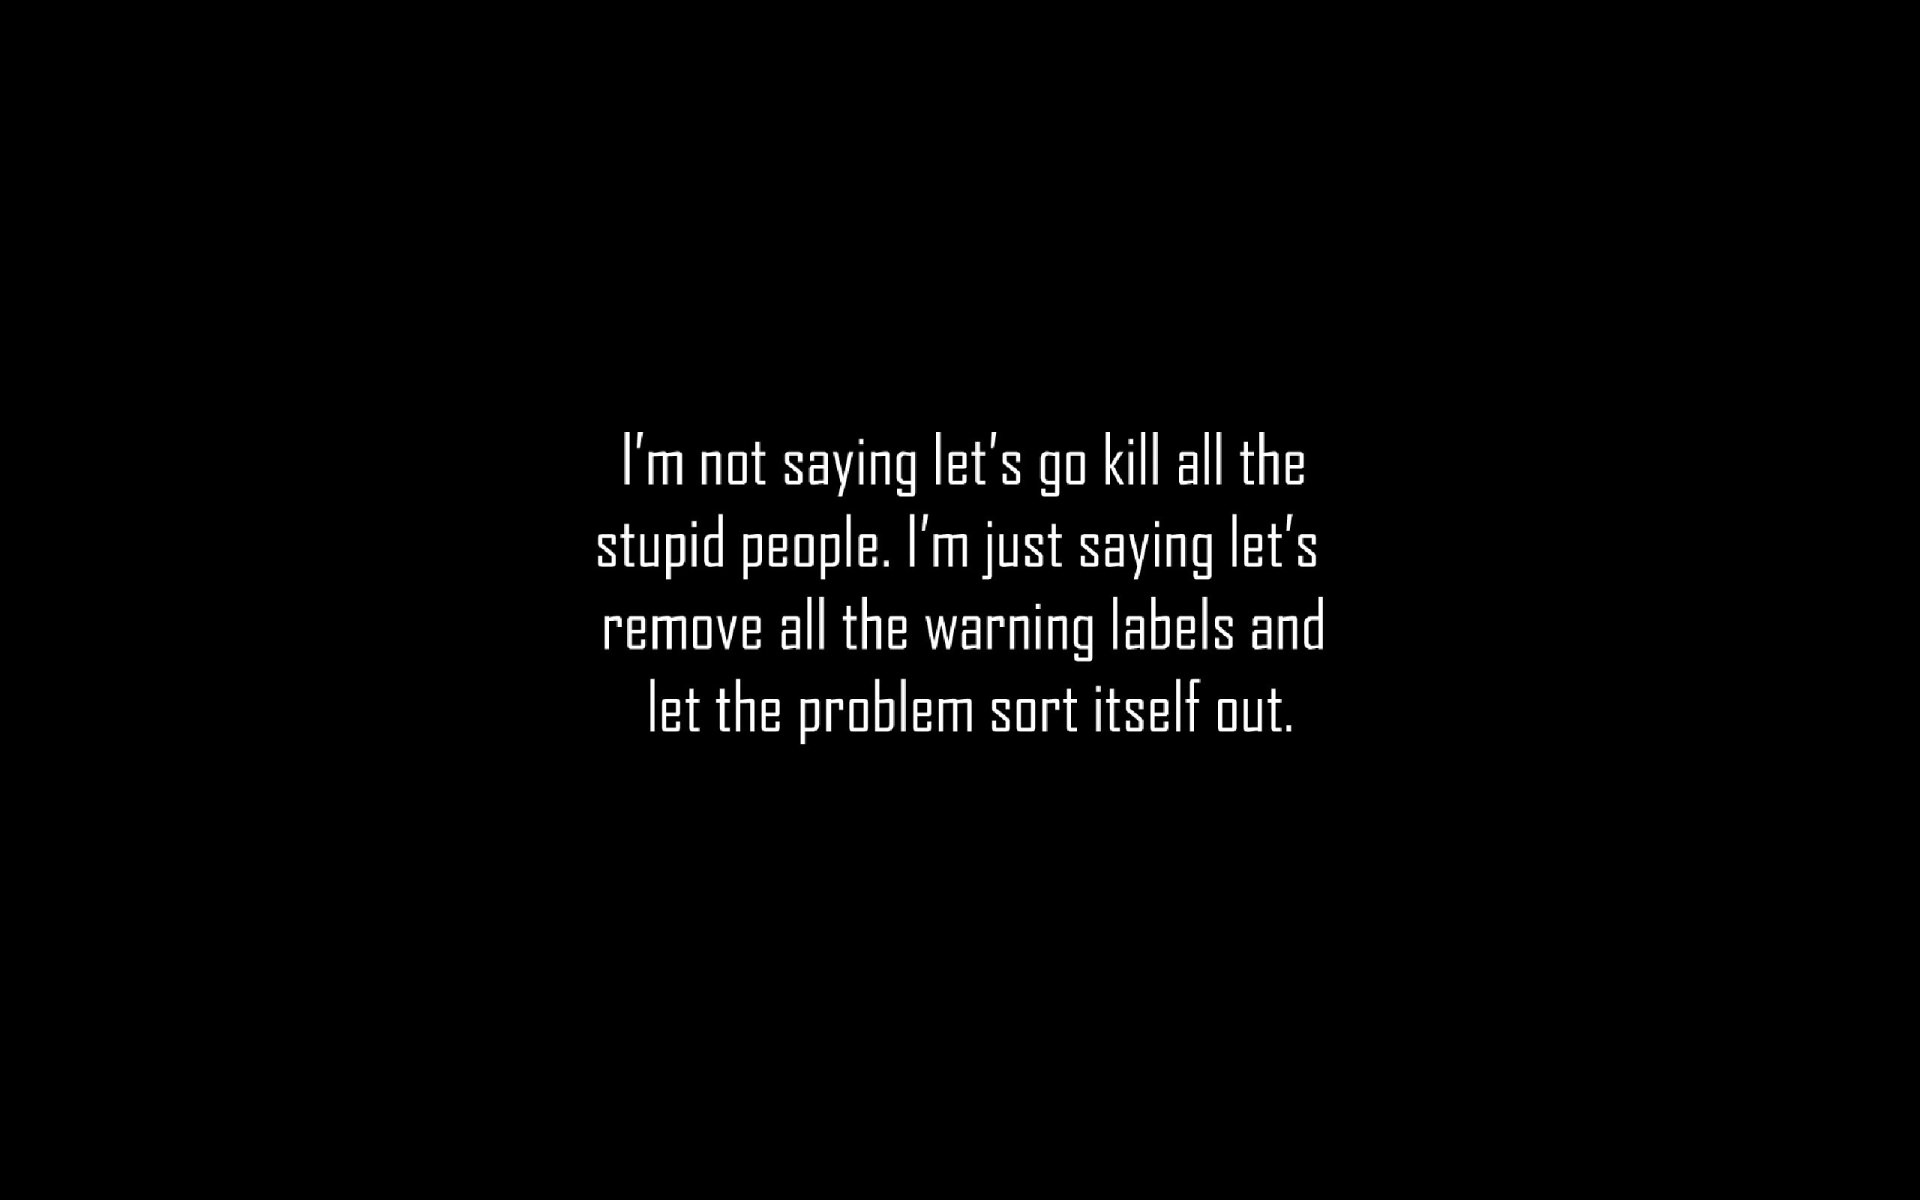 I'm not saying let's go kill all the
stupid people. I'm just saying let's
remove all the warning labels and
let the problem sort itself out.